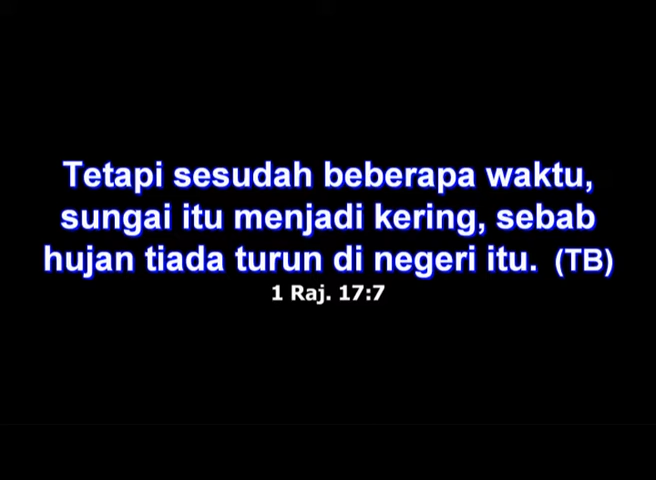 Tetapi sesudah beberapa waktu,
sungai itu menjadi kering, sebab
hujan tiada turun di negeri itu. (TB)
1 Raj. 17:7